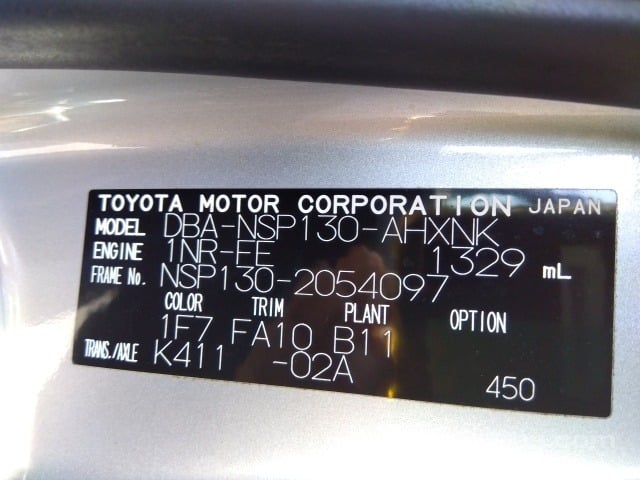 TOYOTA MOTOR CORPORATION JAPAN
MODEL DBA-NSP130-AHXNK
ENGINE 1NR-FE 1329 mL
FRAME No. NSP130-2054097
COLOR TRIM PLANT OPTION
1F7 FA10 B11
TRANS./AXLE K411 -02A
450